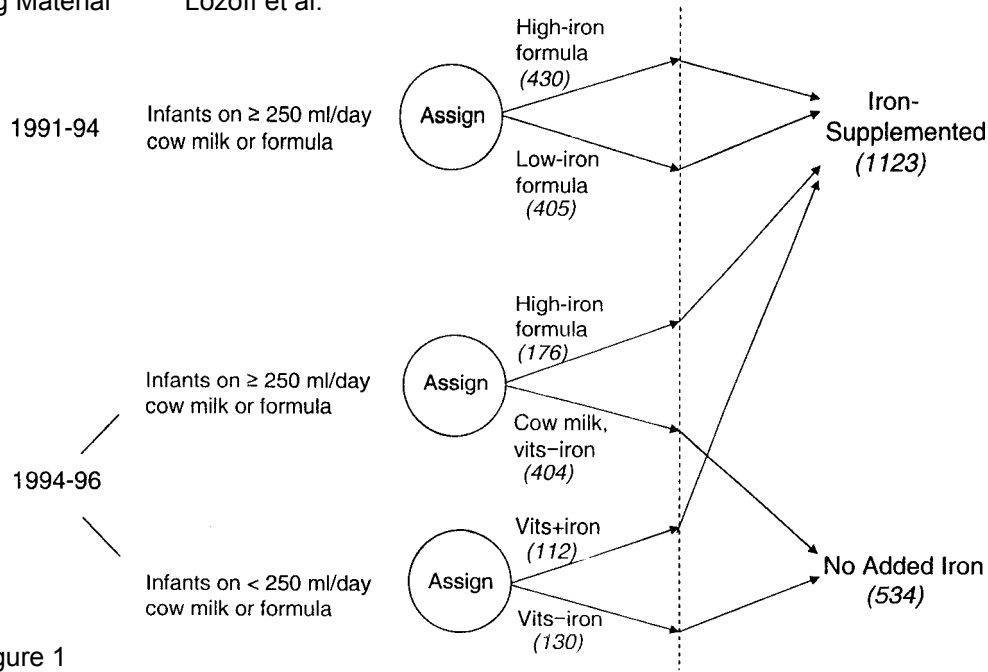 g Material Lozoff et al.
1991-94
Infants on ≥ 250 ml/day
cow milk or formula
Assign
High-iron
formula
(430)
Low-iron
formula
(405)
Iron-
Supplemented
(1123)
1994-96
Infants on ≥ 250 ml/day
cow milk or formula
Assign
High-iron
formula
(176)
Cow milk,
vits−iron
(404)
Infants on < 250 ml/day
cow milk or formula
Assign
Vits+iron
(112)
Vits−iron
(130)
No Added Iron
(534)
gure 1